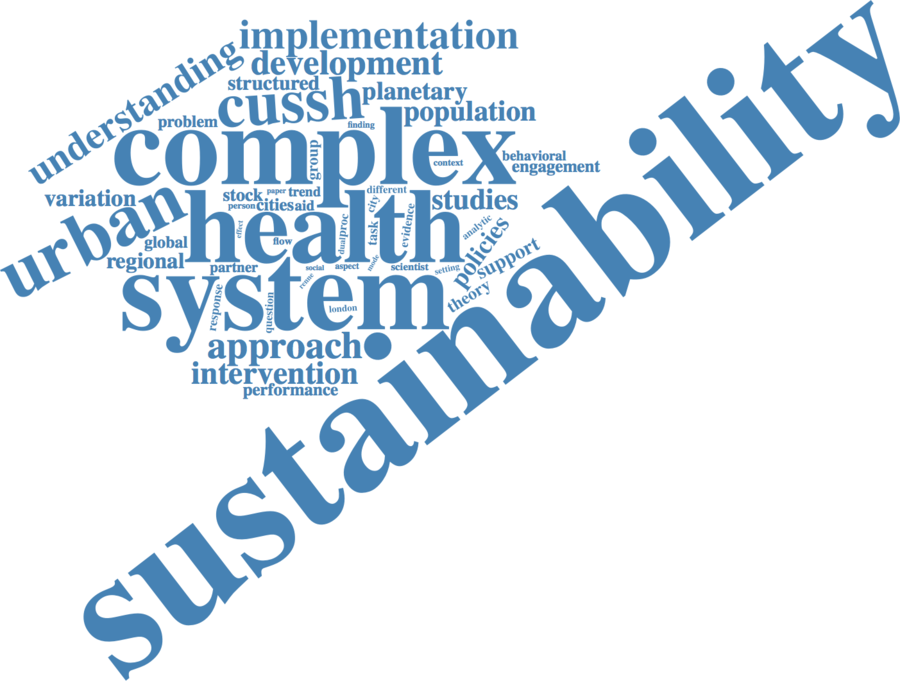 implementation
understanding
development
structured
planetary
cussh
population
problem
finding
complex
group
context
behavioral
engagement
variation
stock
paper
trend
different
studies
urban
person
cities
aid
city
health
effect
flow
dualproc
task
evidence
analytic
policies
global
regional
partner
social
aspect
mode
scientist
setting
support
system
response
question
london
theory
approach
intervention
performance
sustainability